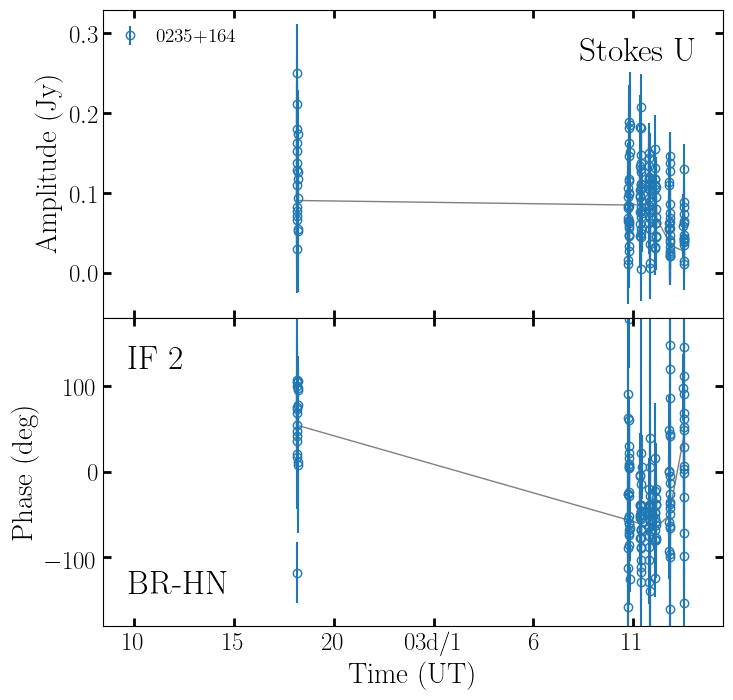 0235+164
Stokes U
0.3
0.2
0.1
0.0
Amplitude (Jy)
IF 2
100
0
−100
Phase (deg)
BR-HN
10 15 20 03d/1 6 11
Time (UT)